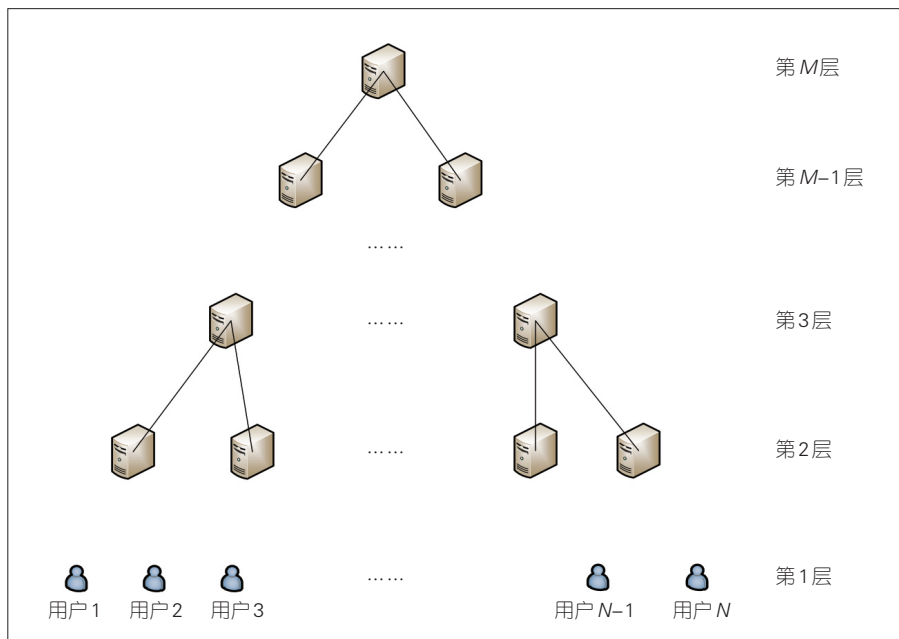 第M层
第M–1层
……
……
第3层
……
第2层
……
第1层
用户1
用户2
用户3
用户N–1
用户N